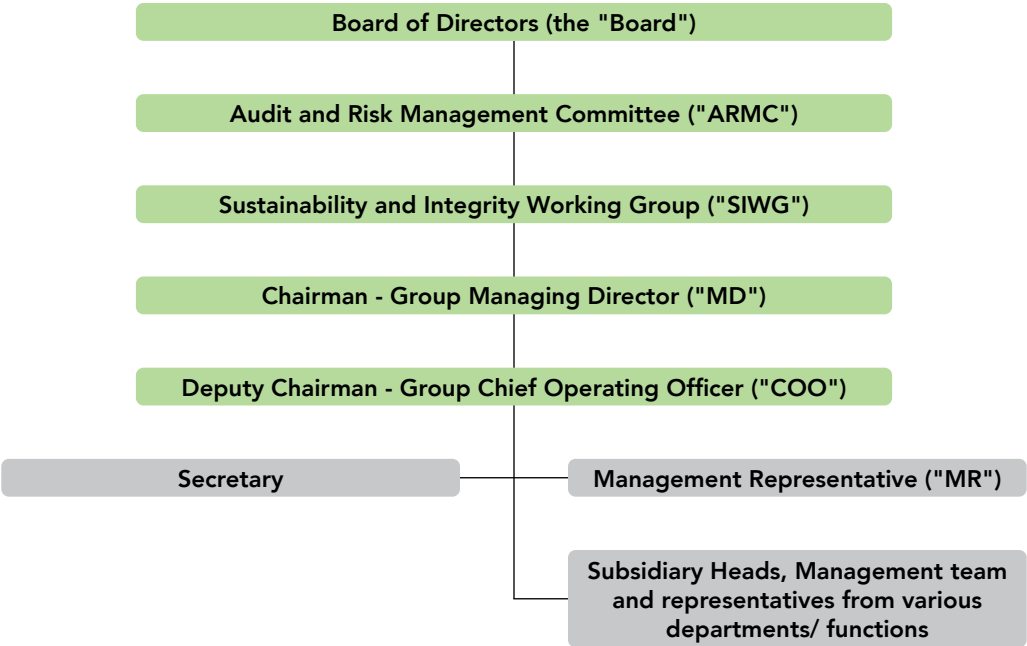 Board of Directors (the "Board")
Audit and Risk Management Committee ("ARMC")
Sustainability and Integrity Working Group ("SIWG")
Chairman - Group Managing Director ("MD")
Deputy Chairman - Group Chief Operating Officer ("COO")
Secretary
Management Representative ("MR")
Subsidiary Heads, Management team
and representatives from various
departments/ functions